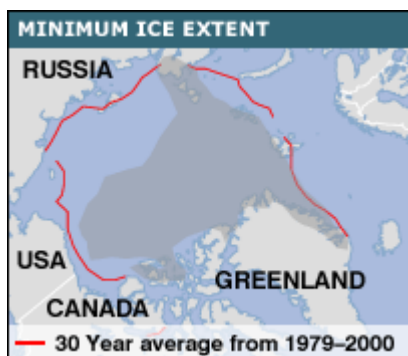 MINIMUM ICE EXTENT
RUSSIA
USA
GREENLAND
CANADA
30 Year average from 1979–2000